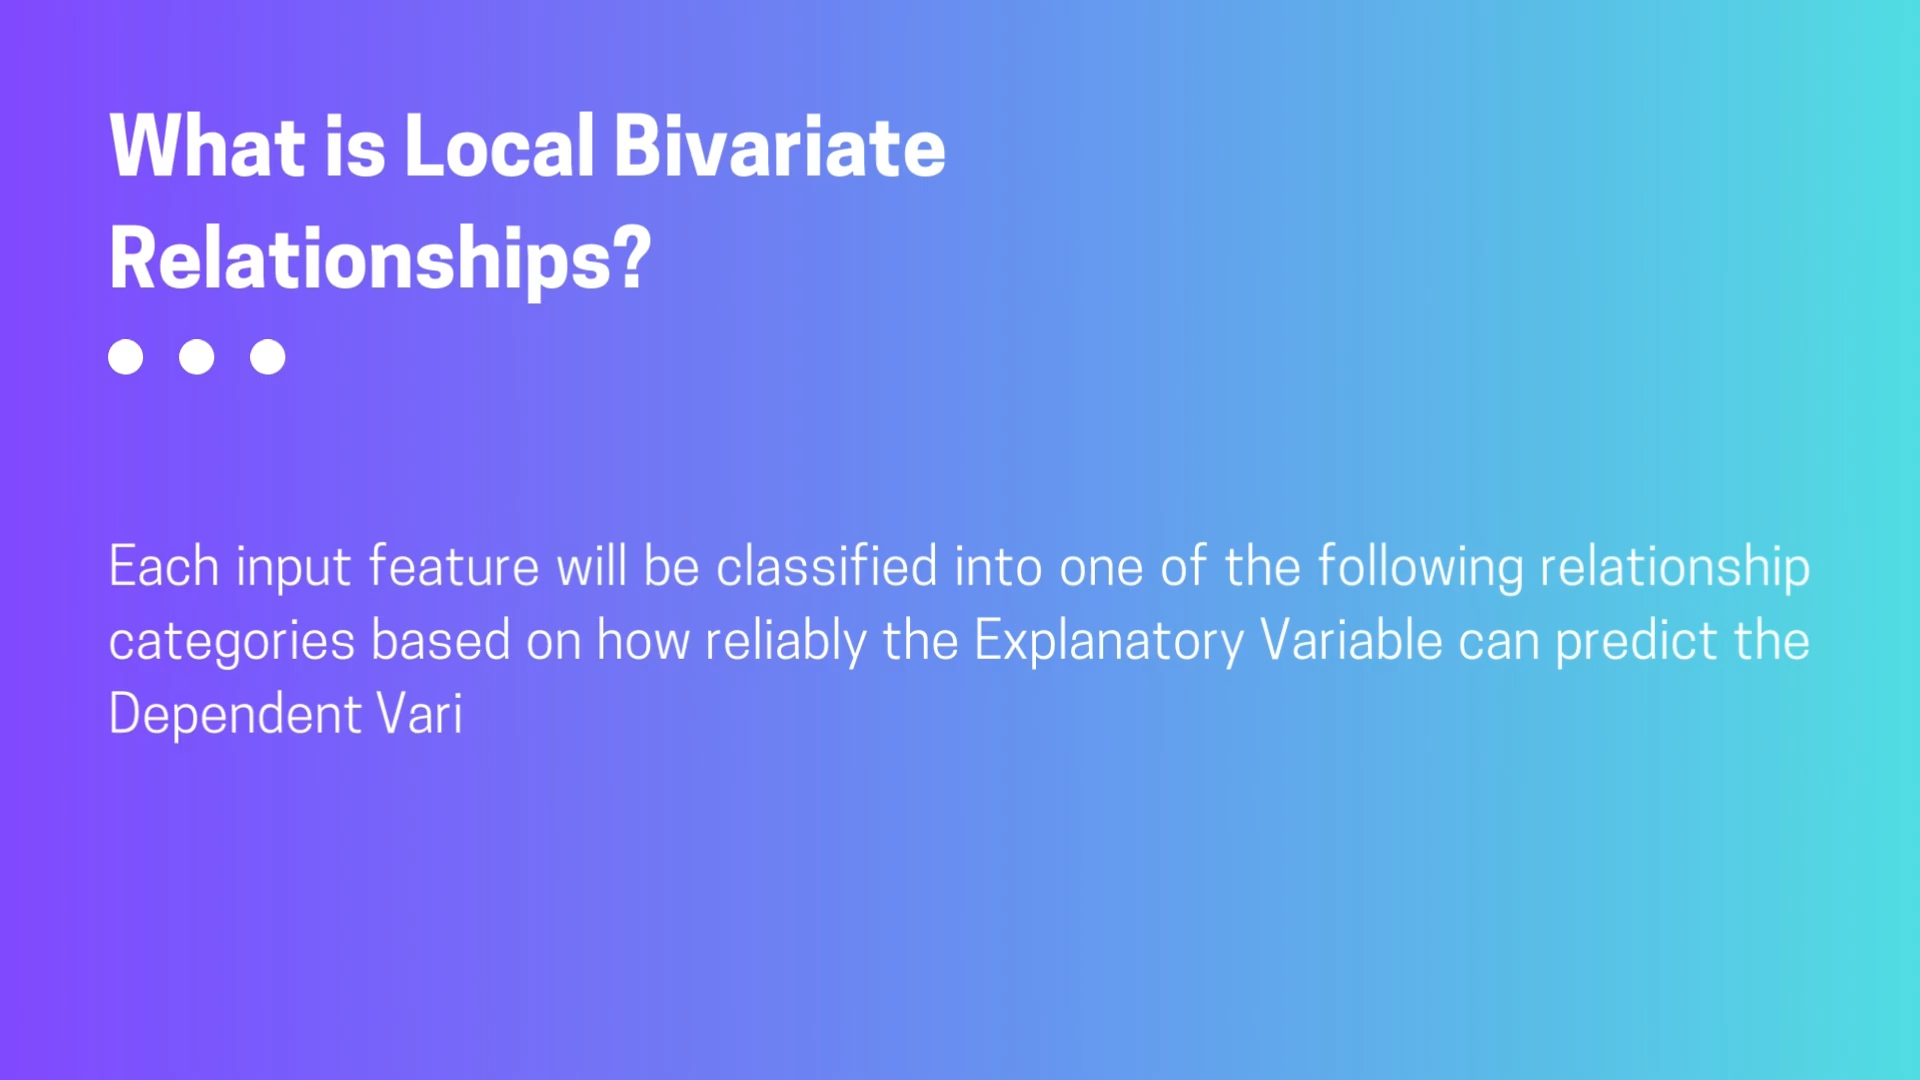 What is Local Bivariate
Relationships?
Each input feature will be classified into one of the following relationship
categories based on how reliably the Explanatory Variable can predict the
Dependent Vari